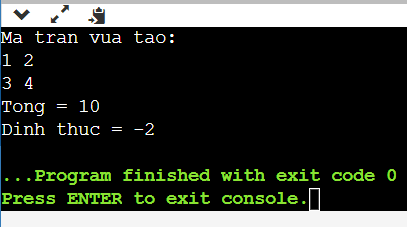 Ma tran vua tao:
1 2
3 4
Tong = 10
Dinh thuc = -2
...Program finished with exit code 0
Press ENTER to exit console.